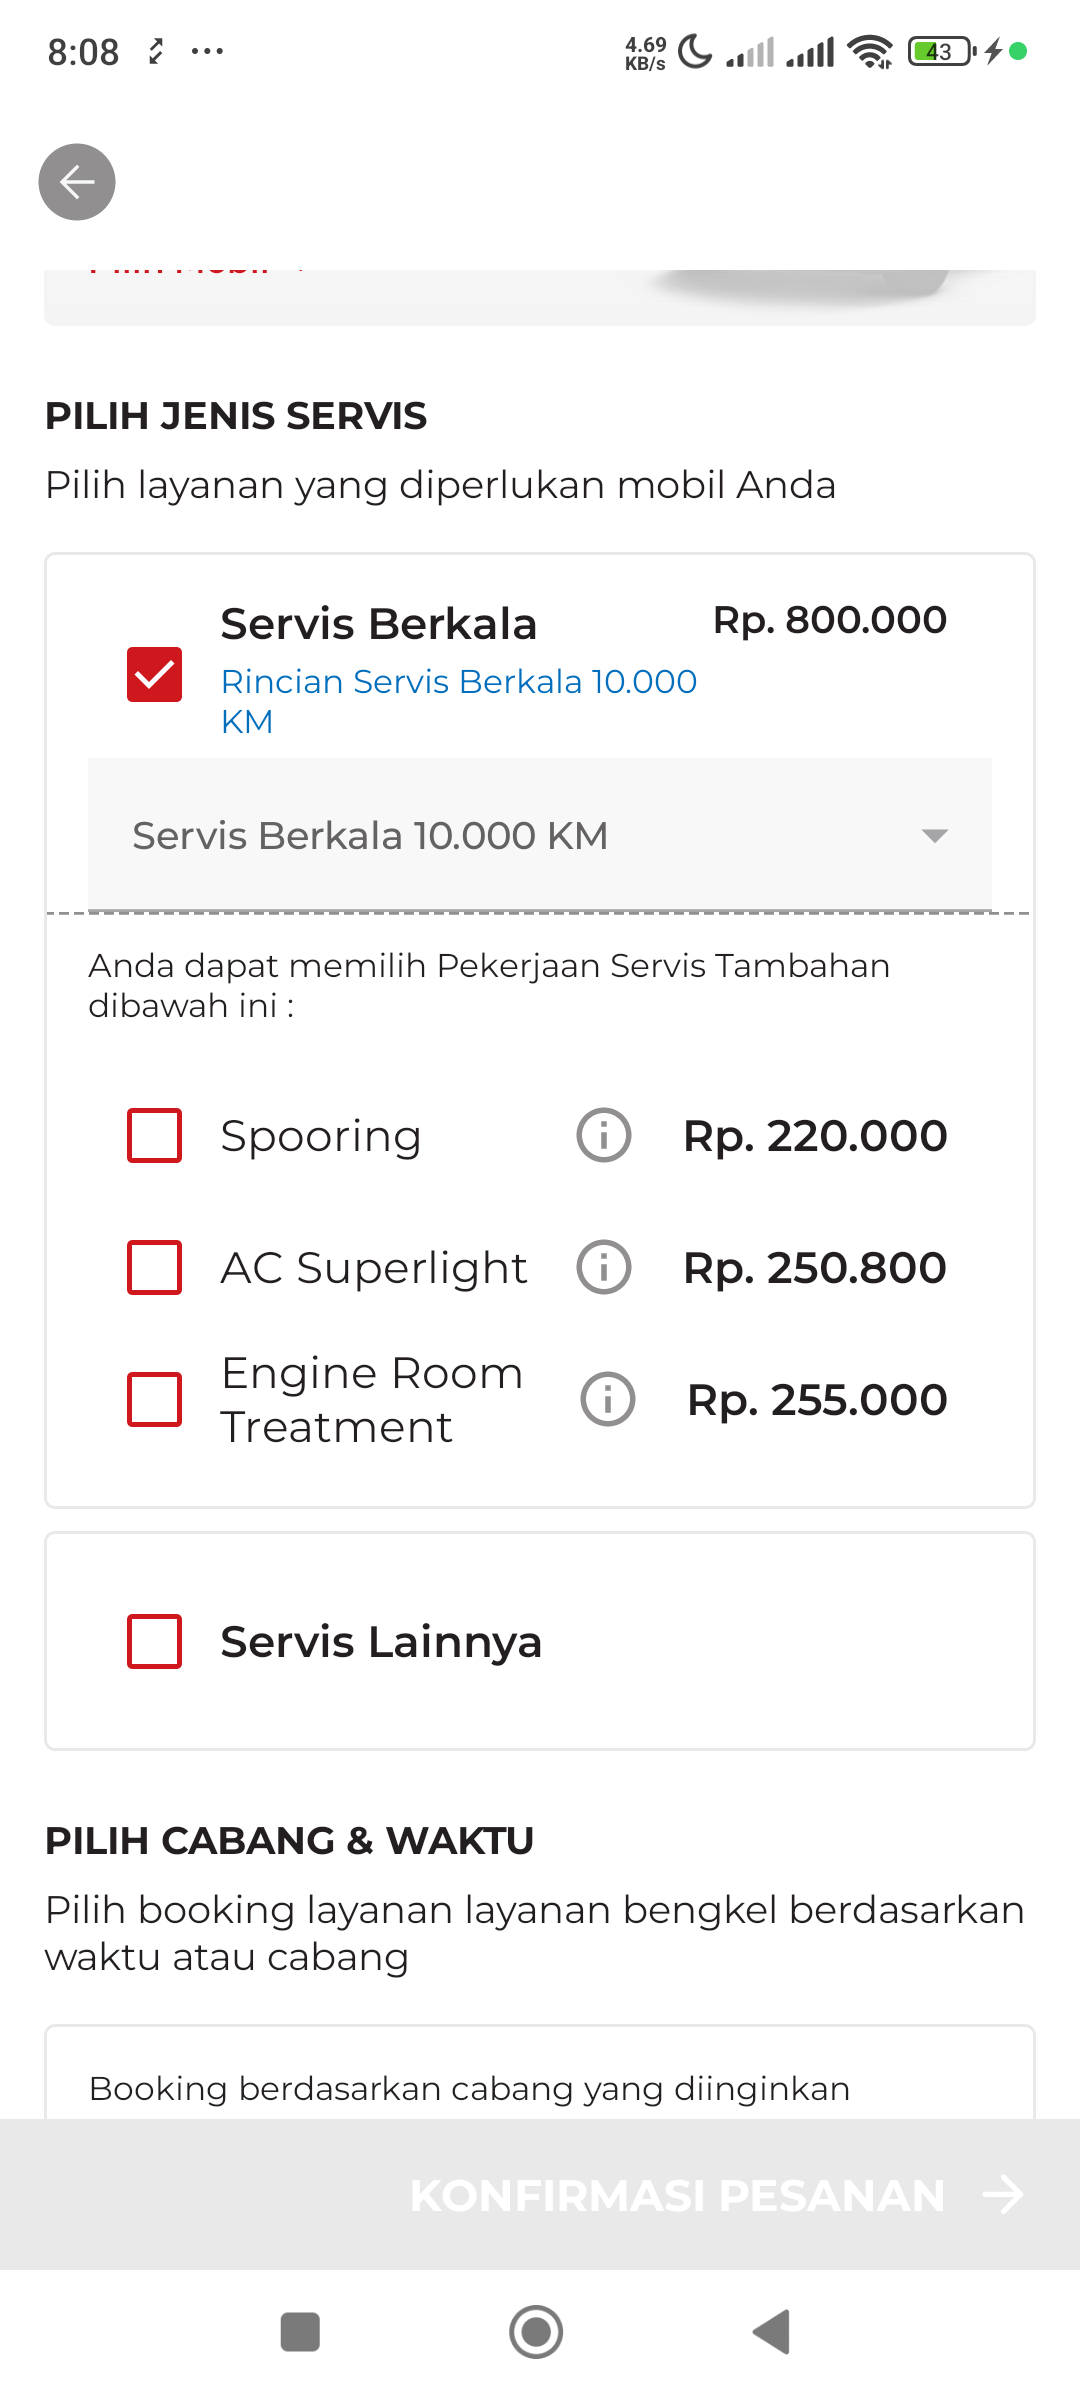 8:08
4.69
KB/s
43
PILIH JENIS SERVIS
Pilih layanan yang diperlukan mobil Anda
Servis Berkala
Rp. 800.000
Rincian Servis Berkala 10.000
KM
Servis Berkala 10.000 KM
Anda dapat memilih Pekerjaan Servis Tambahan
dibawah ini :
Spooring
Rp. 220.000
AC Superlight
Rp. 250.800
Engine Room
Treatment
Rp. 255.000
Servis Lainnya
PILIH CABANG & WAKTU
Pilih booking layanan layanan bengkel berdasarkan
waktu atau cabang
Booking berdasarkan cabang yang diinginkan
KONFIRMASI PESANAN